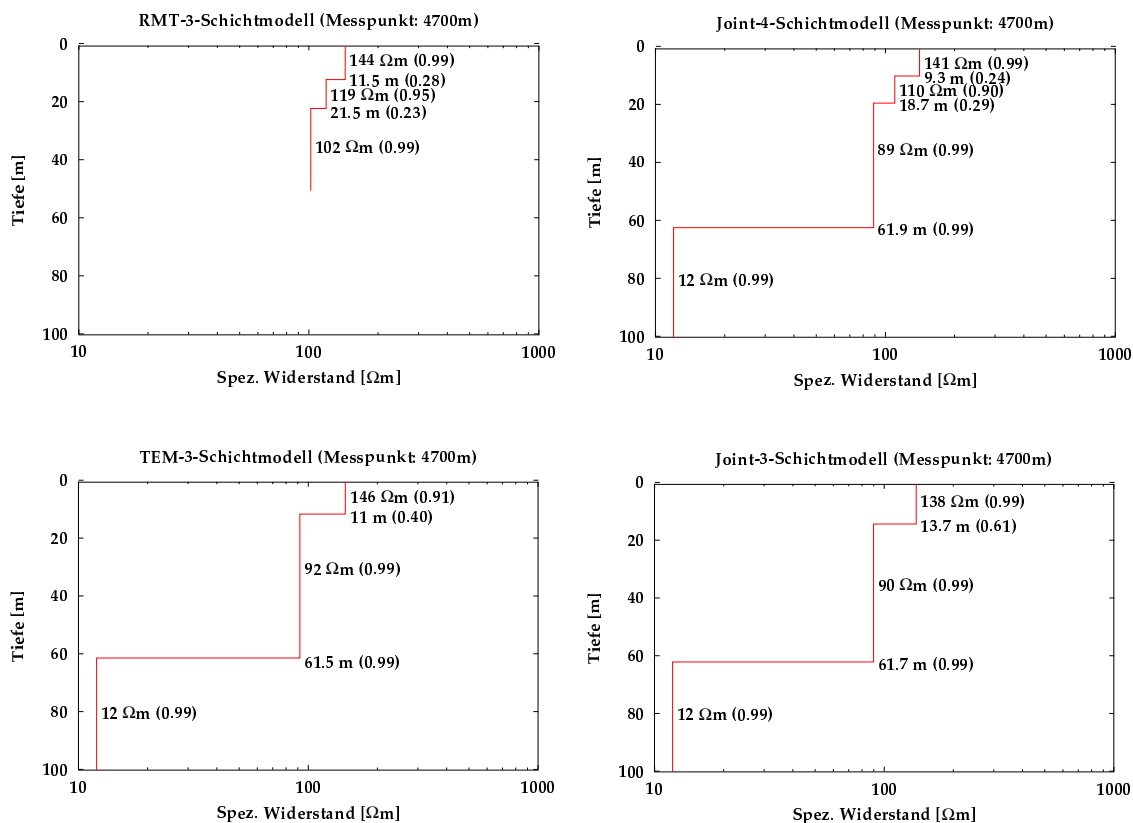 RMT-3-Schichtmodell (Messpunkt: 4700m)
0
20
40
60
80
100
Tiefe [m]
144 Ωm (0.99)
11.5 m (0.28)
119 Ωm (0.95)
21.5 m (0.23)
102 Ωm (0.99)
10
100
1000
Spez. Widerstand [Ωm]
Joint-4-Schichtmodell (Messpunkt: 4700m)
0
20
40
60
80
100
Tiefe [m]
141 Ωm (0.99)
9.3 m (0.24)
110 Ωm (0.90)
18.7 m (0.29)
89 Ωm (0.99)
61.9 m (0.99)
12 Ωm (0.99)
10
100
1000
Spez. Widerstand [Ωm]
TEM-3-Schichtmodell (Messpunkt: 4700m)
0
20
40
60
80
100
Tiefe [m]
146 Ωm (0.91)
11 m (0.40)
92 Ωm (0.99)
61.5 m (0.99)
12 Ωm (0.99)
10
100
1000
Spez. Widerstand [Ωm]
Joint-3-Schichtmodell (Messpunkt: 4700m)
0
20
40
60
80
100
Tiefe [m]
138 Ωm (0.99)
13.7 m (0.61)
90 Ωm (0.99)
61.7 m (0.99)
12 Ωm (0.99)
10
100
1000
Spez. Widerstand [Ωm]